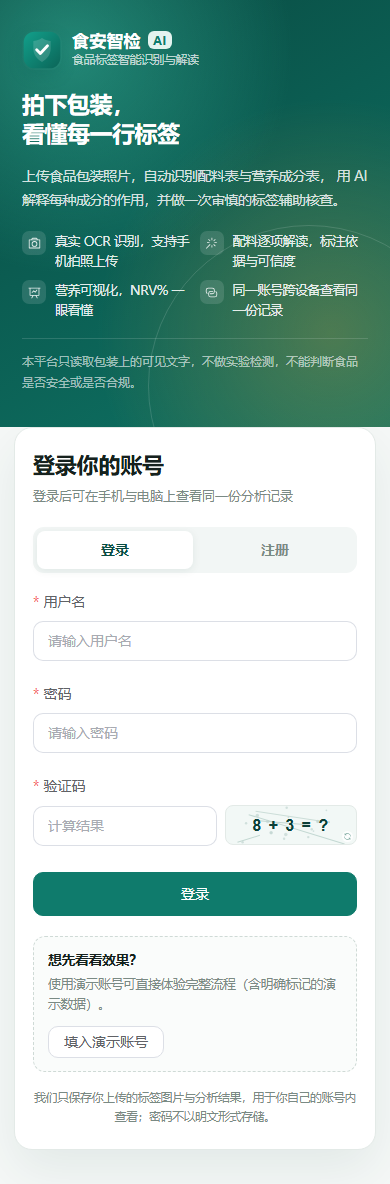 食安智检 AI
食品标签智能识别与解读
拍下包装，
看懂每一行标签
上传食品包装照片，自动识别配料表与营养成分表， 用 AI
解释每种成分的作用，并做一次审慎的标签辅助核查。
真实 OCR 识别，支持手
机拍照上传
配料逐项解读，标注依
据与可信度
营养可视化，NRV% 一
眼看懂
同一账号跨设备查看同
一份记录
本平台只读取包装上的可见文字，不做实验检测，不能判断食品
是否安全或是否合规。
登录你的账号
登录后可在手机与电脑上查看同一份分析记录
登录 注册
* 用户名
请输入用户名
* 密码
请输入密码
* 验证码
计算结果 8 + 3 = ?
登录
想先看看效果？
使用演示账号可直接体验完整流程（含明确标记的演
示数据）。
填入演示账号
我们只保存你上传的标签图片与分析结果，用于你自己的账号内
查看；密码不以明文形式存储。